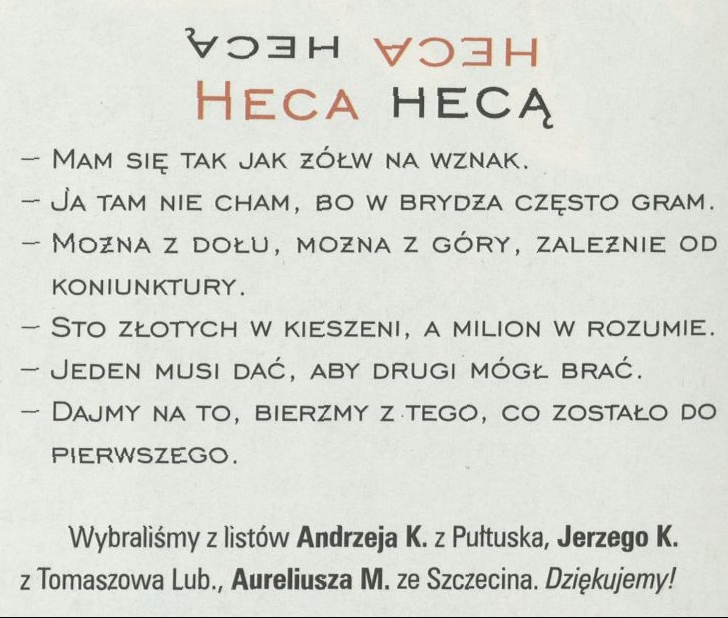 HECA HECĄ
HECA HECĄ
— MAM SIĘ TAK JAK ŻÓŁW NA WZNAK.
— JA TAM NIE CHAM, BO W BRYDŻA CZĘSTO GRAM.
— MOŻNA Z DOŁU, MOŻNA Z GÓRY, ZALEŻNIE OD
KONIUNKTURY.
— STO ZŁOTYCH W KIESZENI, A MILION W ROZUMIE.
— JEDEN MUSI DAĆ, ABY DRUGI MÓGŁ BRAĆ.
— DAJMY NA TO, BIERZMY Z TEGO, CO ZOSTAŁO DO
PIERWSZEGO.
Wybraliśmy z listów Andrzeja K. z Pułtuska, Jerzego K.
z Tomaszowa Lub., Aureliusza M. ze Szczecina. Dziękujemy!